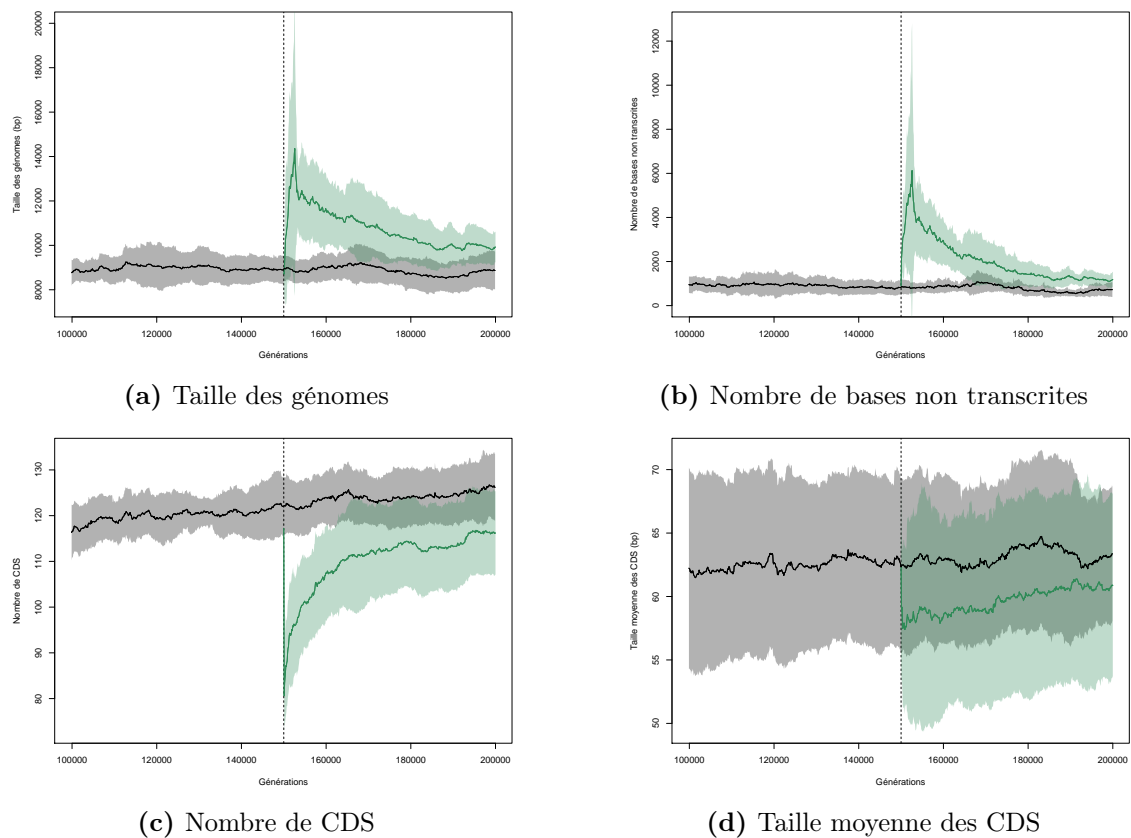 Taille des génomes (bp)
20000
18000
16000
14000
12000
10000
8000
100000 120000 140000 160000 180000 200000
Générations
(a) Taille des génomes
Nombre de bases non transcrites
12000
10000
8000
6000
4000
2000
0
100000 120000 140000 160000 180000 200000
Générations
(b) Nombre de bases non transcrites
Nombre de CDS
130
120
110
100
90
80
100000 120000 140000 160000 180000 200000
Générations
(c) Nombre de CDS
Taille moyenne des CDS (bp)
70
65
60
55
50
100000 120000 140000 160000 180000 200000
Générations
(d) Taille moyenne des CDS